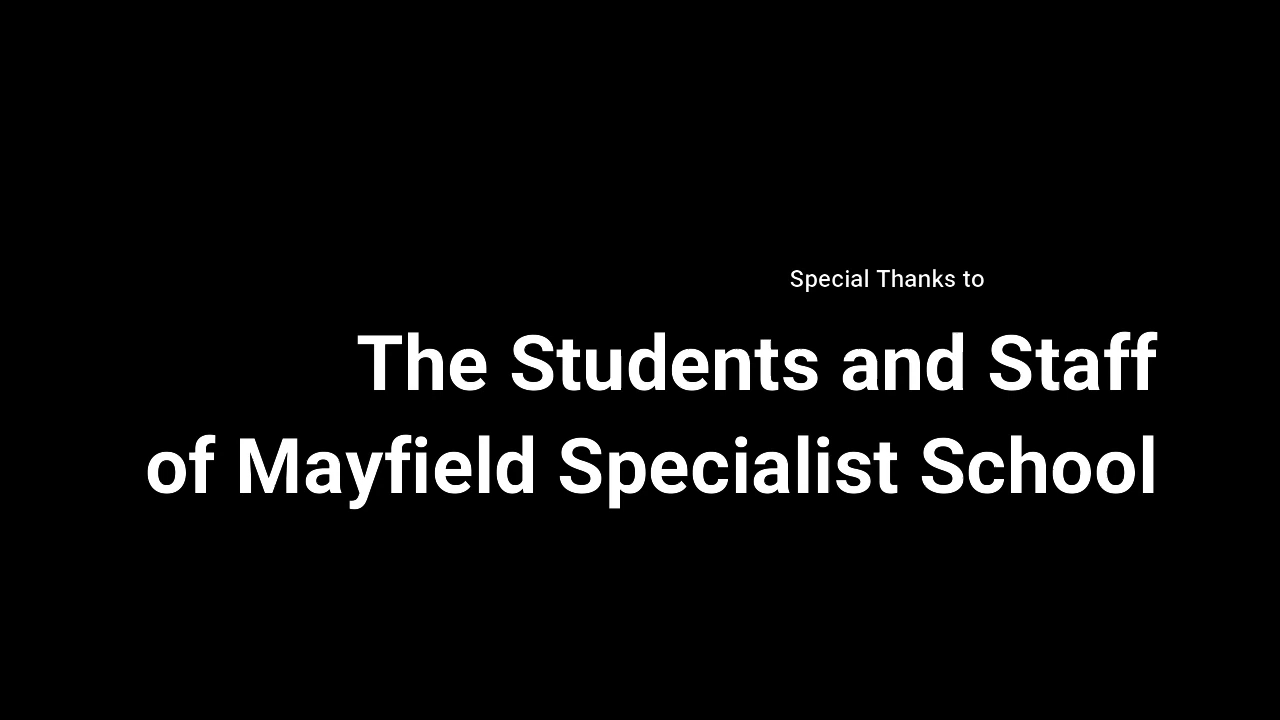 Special Thanks to
The Students and Staff
of Mayfield Specialist School